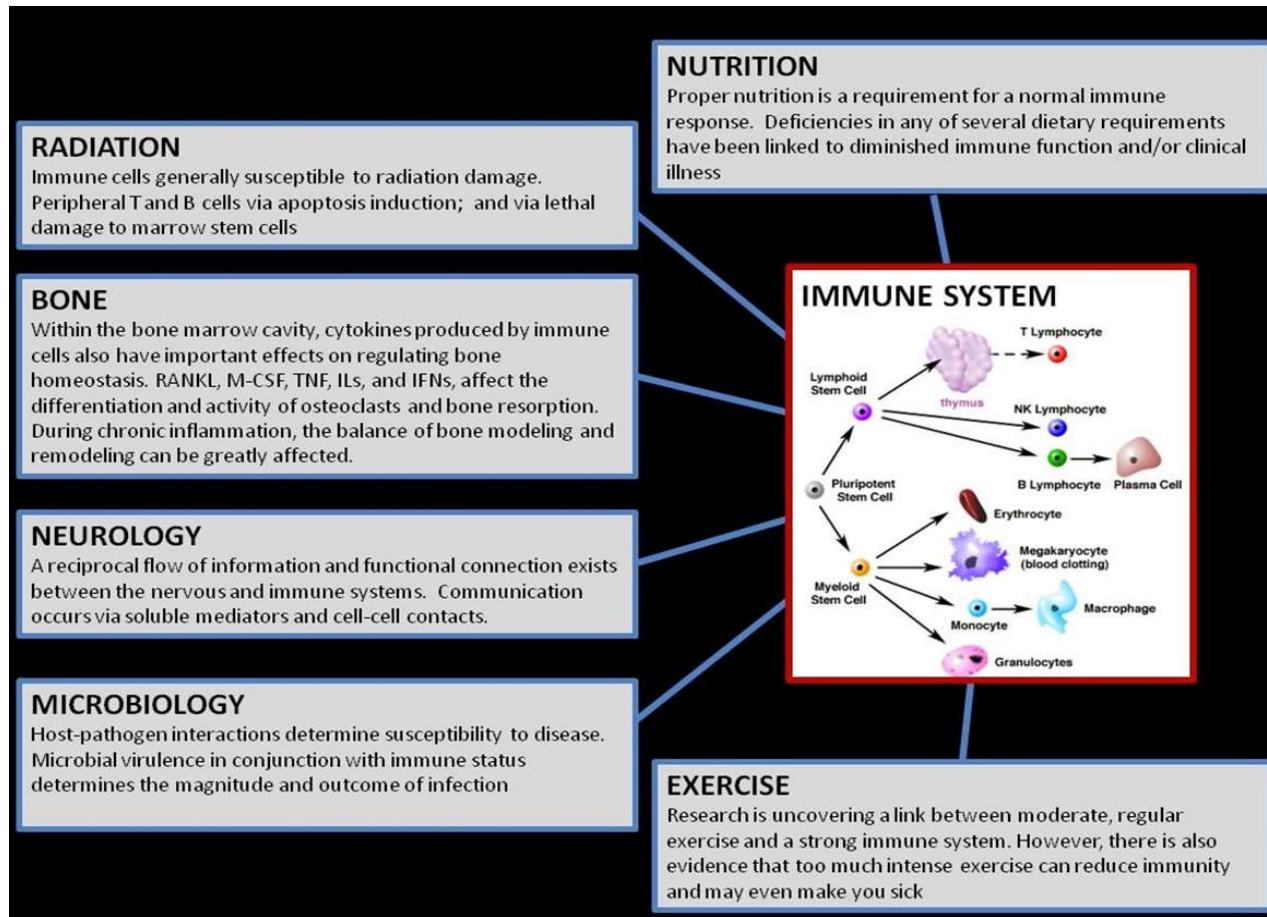 NUTRITION
Proper nutrition is a requirement for a normal immune
response. Deficiencies in any of several dietary requirements
have been linked to diminished immune function and/or clinical
illness
RADIATION
Immune cells generally susceptible to radiation damage.
Peripheral T and B cells via apoptosis induction; and via lethal
damage to marrow stem cells
BONE
Within the bone marrow cavity, cytokines produced by immune
cells also have important effects on regulating bone
homeostasis. RANKL, M-CSF, TNF, ILs, and IFNs, affect the
differentiation and activity of osteoclasts and bone resorption.
During chronic inflammation, the balance of bone modeling and
remodeling can be greatly affected.
NEUROLOGY
A reciprocal flow of information and functional connection exists
between the nervous and immune systems. Communication
occurs via soluble mediators and cell-cell contacts.
MICROBIOLOGY
Host-pathogen interactions determine susceptibility to disease.
Microbial virulence in conjunction with immune status
determines the magnitude and outcome of infection
IMMUNE SYSTEM
T Lymphocyte
Lymphoid
Stem Cell
thymus
NK Lymphocyte
B Lymphocyte
Plasma Cell
Pluripotent
Stem Cell
Erythrocyte
Megakaryocyte
(blood clotting)
Myeloid
Stem Cell
Monocyte
Macrophage
Granulocytes
EXERCISE
Research is uncovering a link between moderate, regular
exercise and a strong immune system. However, there is also
evidence that too much intense exercise can reduce immunity
and may even make you sick